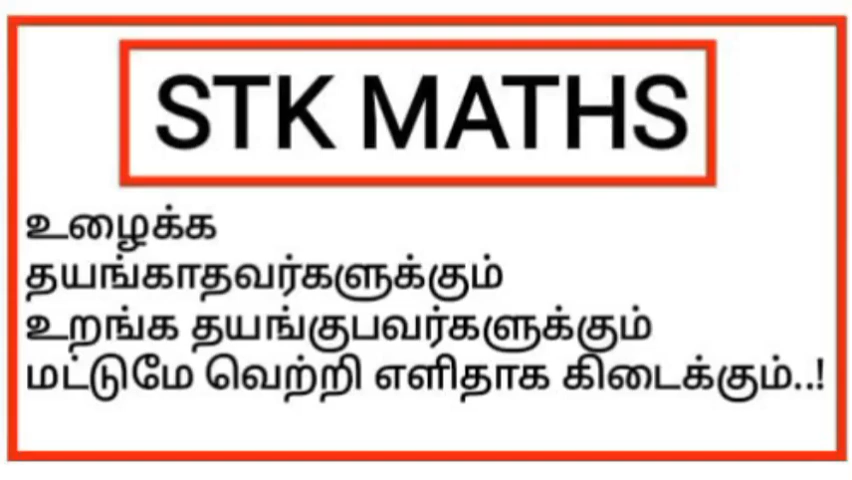 STK MATHS
உழைக்க
தயங்காதவர்களுக்கும்
உறங்க தயங்குபவர்களுக்கும்
மட்டுமே வெற்றி எளிதாக கிடைக்கும்..!